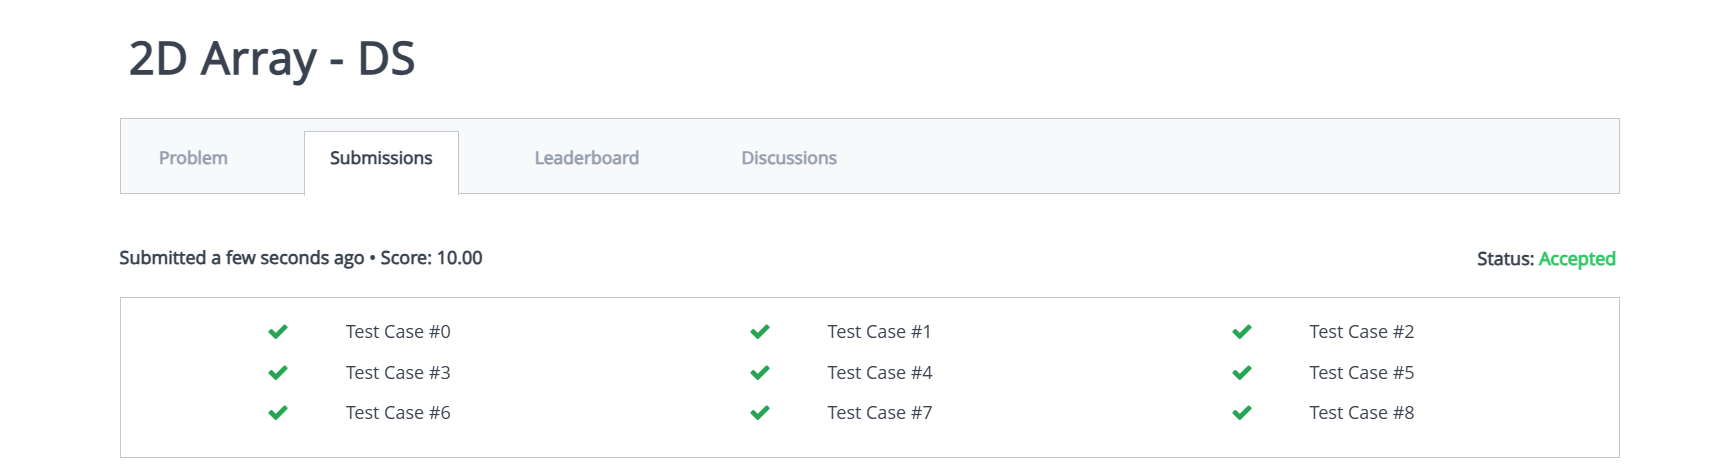 2D Array - DS
Problem Submissions Leaderboard Discussions
Submitted a few seconds ago • Score: 10.00 Status: Accepted
Test Case #0 Test Case #1 Test Case #2
Test Case #3 Test Case #4 Test Case #5
Test Case #6 Test Case #7 Test Case #8